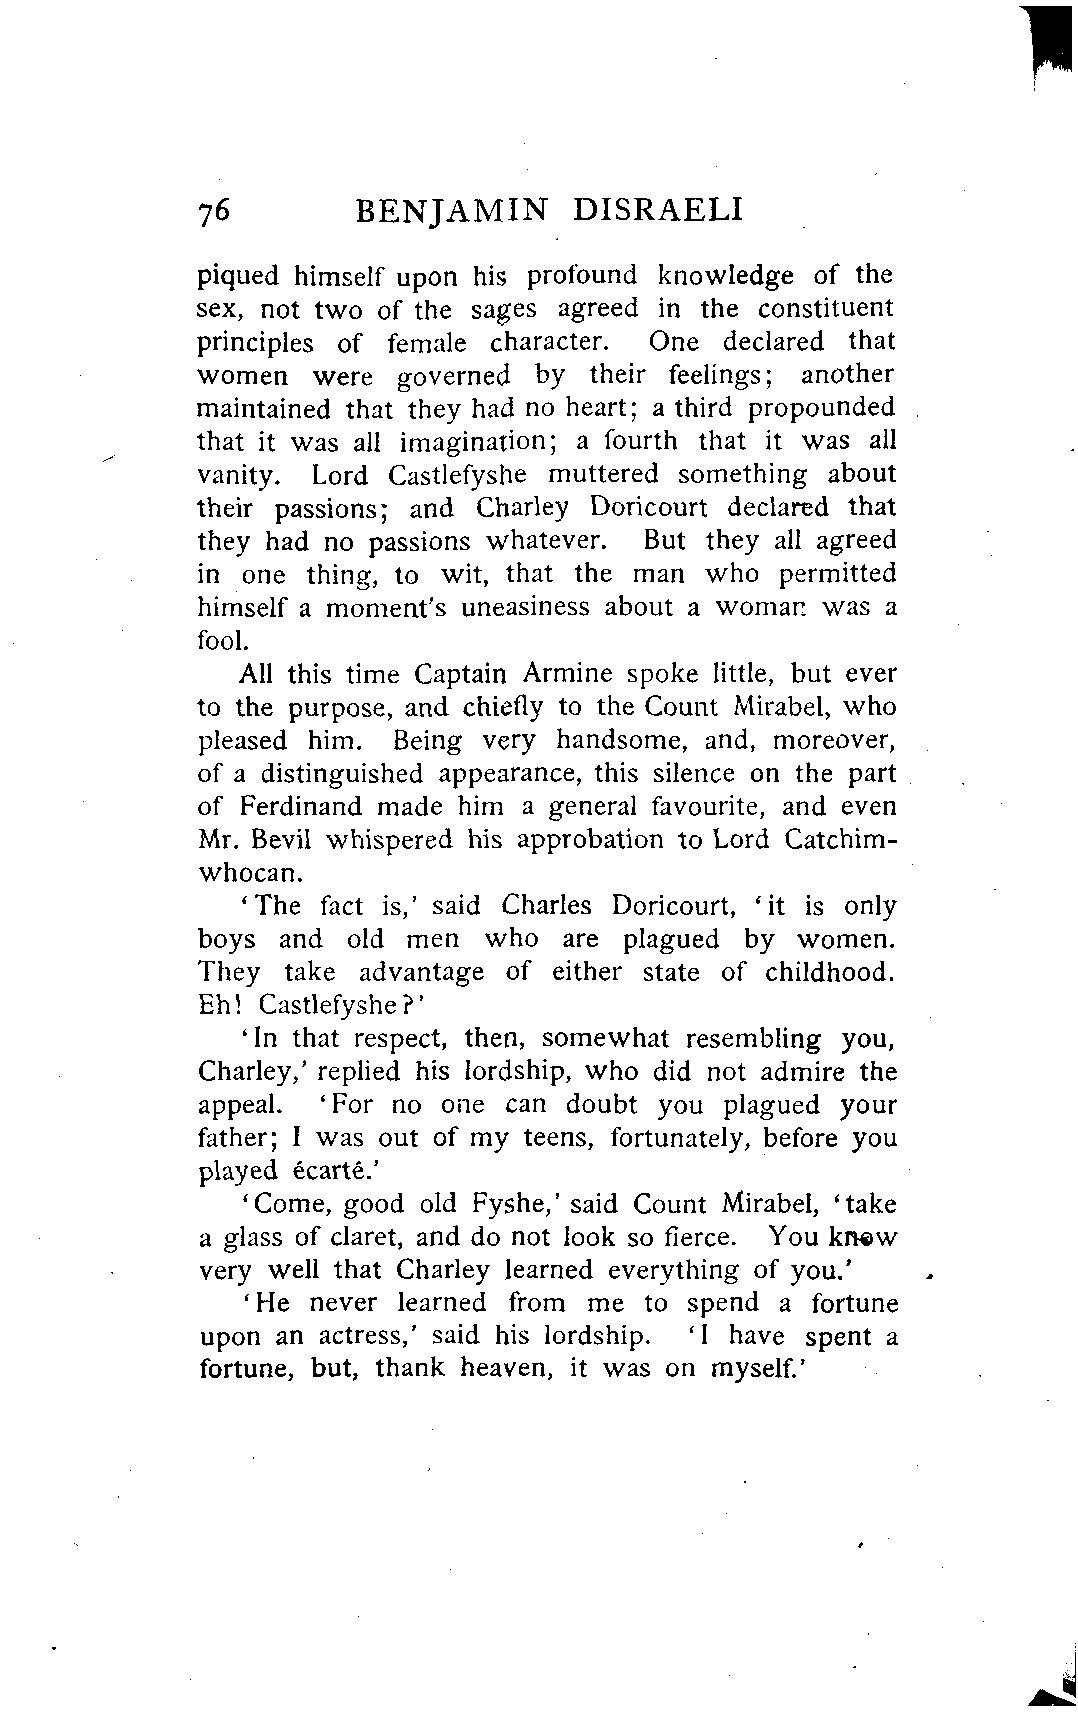 76 BENJAMIN DISRAELI
piqued himself upon his profound knowledge of the
sex, not two of the sages agreed in the constituent
principles of female character. One declared that
women were governed by their feelings; another
maintained that they had no heart; a third propounded
that it was all imagination; a fourth that it was all
vanity. Lord Castlefyshe muttered something about
their passions; and Charley Doricourt declared that
they had no passions whatever. But they all agreed
in one thing, to wit, that the man who permitted
himself a moment's uneasiness about a woman was a
fool.
All this time Captain Armine spoke little, but ever
to the purpose, and chiefly to the Count Mirabel, who
pleased him. Being very handsome, and, moreover,
of a distinguished appearance, this silence on the part
of Ferdinand made him a general favourite, and even
Mr. Bevil whispered his approbation to Lord Catchim-
whocan.
‘The fact is,’ said Charles Doricourt, ‘it is only
boys and old men who are plagued by women.
They take advantage of either state of childhood.
Eh! Castlefyshe?’
‘In that respect, then, somewhat resembling you,
Charley,’ replied his lordship, who did not admire the
appeal. ‘For no one can doubt you plagued your
father; I was out of my teens, fortunately, before you
played écarté.’
‘Come, good old Fyshe,’ said Count Mirabel, ‘take
a glass of claret, and do not look so fierce. You know
very well that Charley learned everything of you.’
‘He never learned from me to spend a fortune
upon an actress,’ said his lordship. ‘I have spent a
fortune, but, thank heaven, it was on myself.’